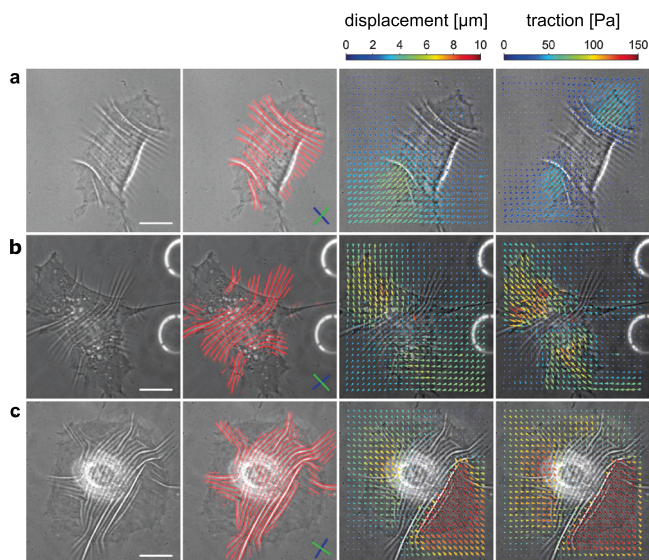 displacement [µm]
traction [Pa]
0 2 4 6 8 10
0 50 100 150
a
b
c